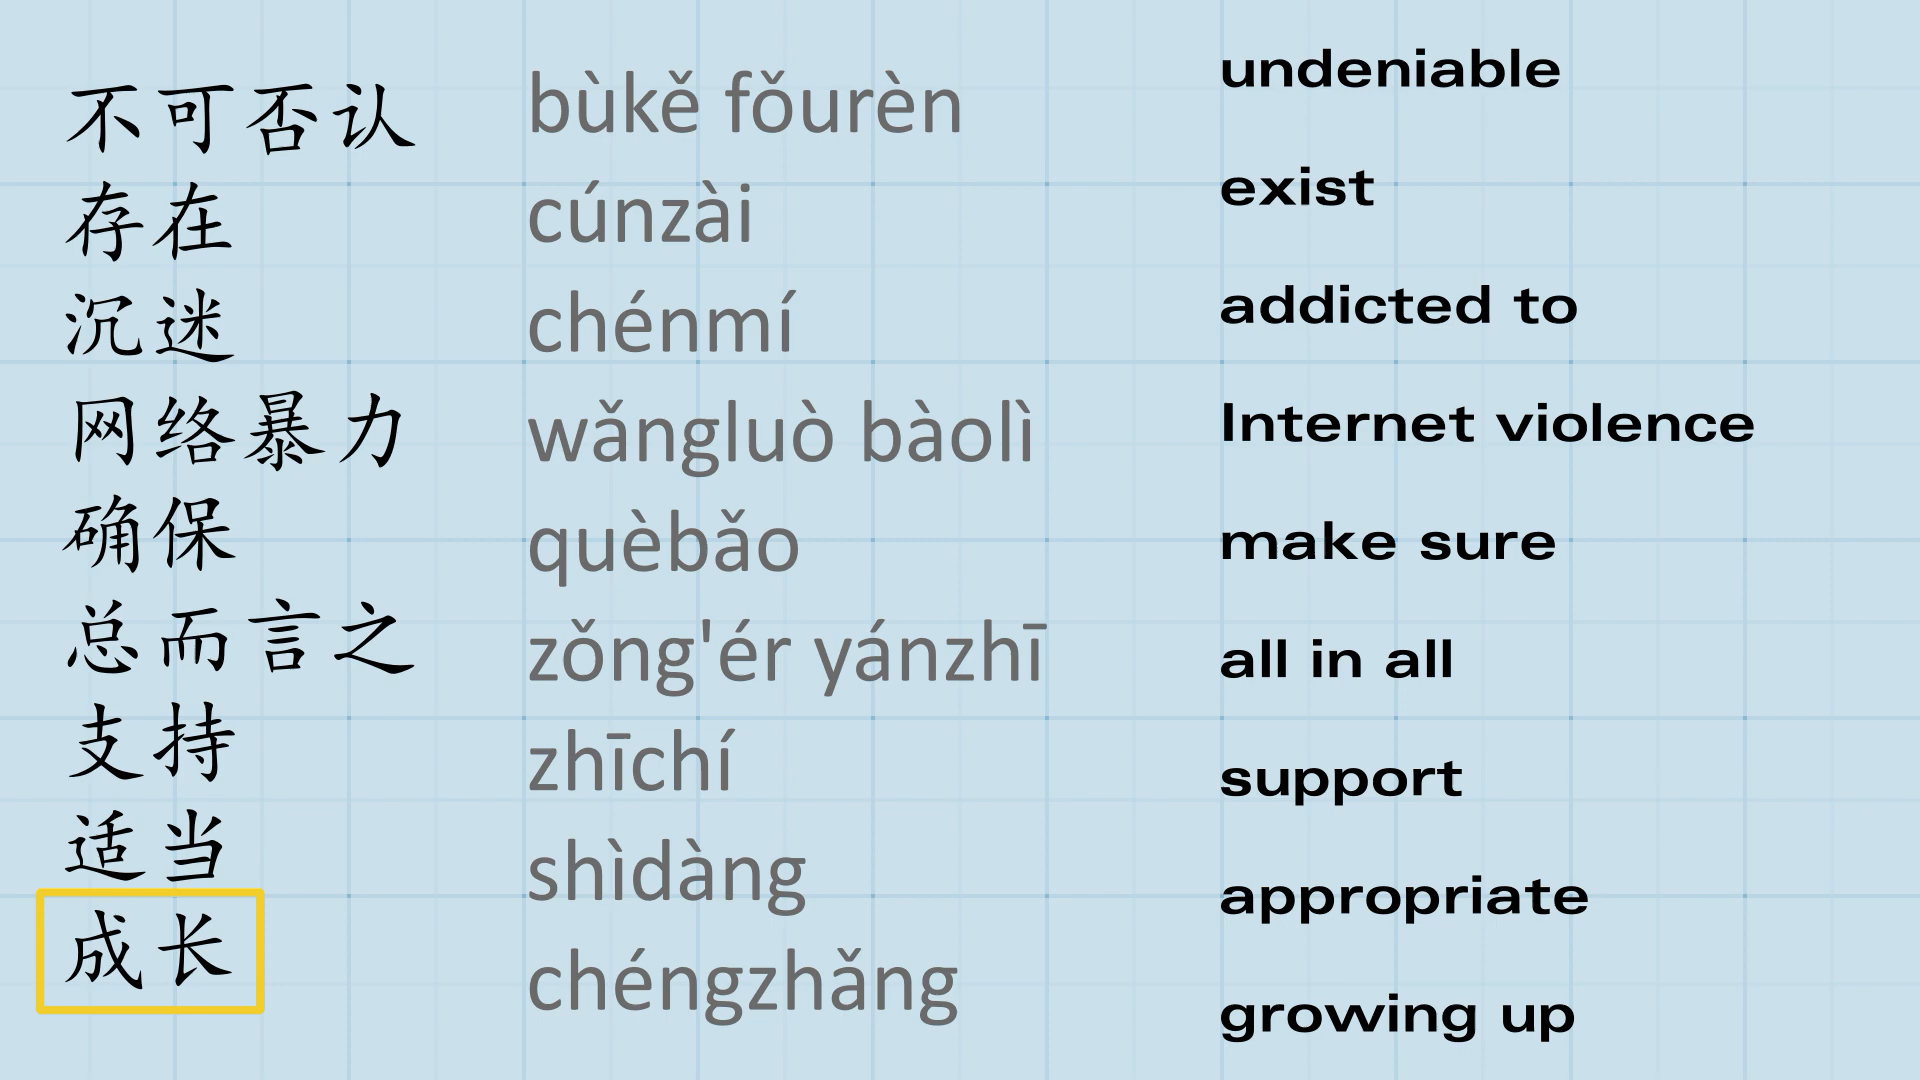 不可否认 bùkě fǒurèn undeniable
存在 cúnzài exist
沉迷 chénmí addicted to
网络暴力 wǎngluò bàolì Internet violence
确保 quèbǎo make sure
总而言之 zǒng'ér yánzhī all in all
支持 zhīchí support
适当 shìdàng appropriate
成长 chéngzhǎng growing up